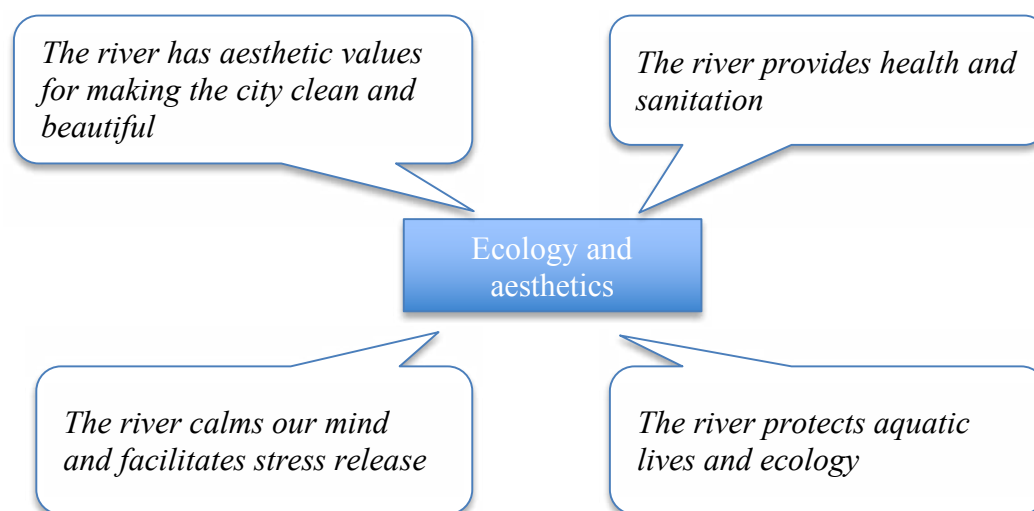 The river has aesthetic values
for making the city clean and
beautiful
The river provides health and
sanitation
Ecology and
aesthetics
The river calms our mind
and facilitates stress release
The river protects aquatic
lives and ecology